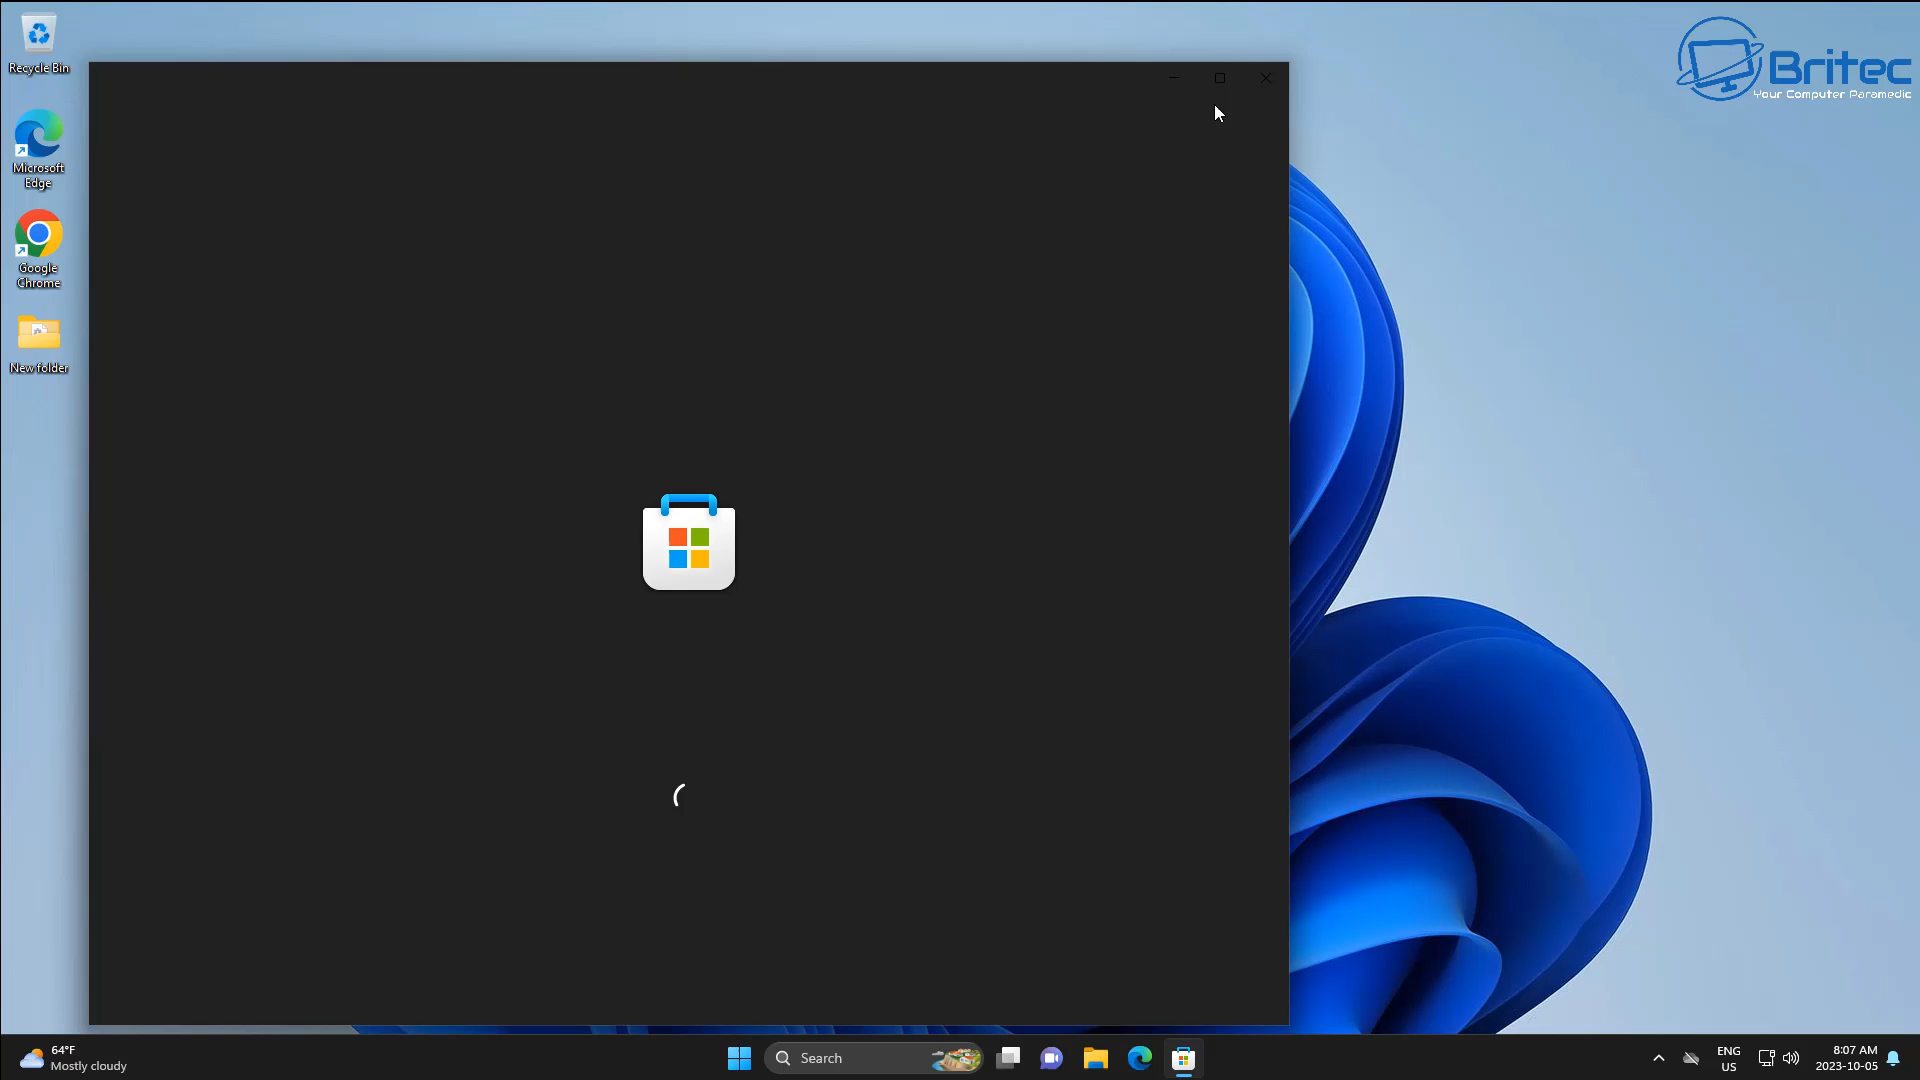 Recycle Bin
Microsoft
Edge
Google
Chrome
New folder
Britec
Your Computer Paramedic
64°F
Mostly cloudy
Search
ENG
US
8:07 AM
2023-10-05